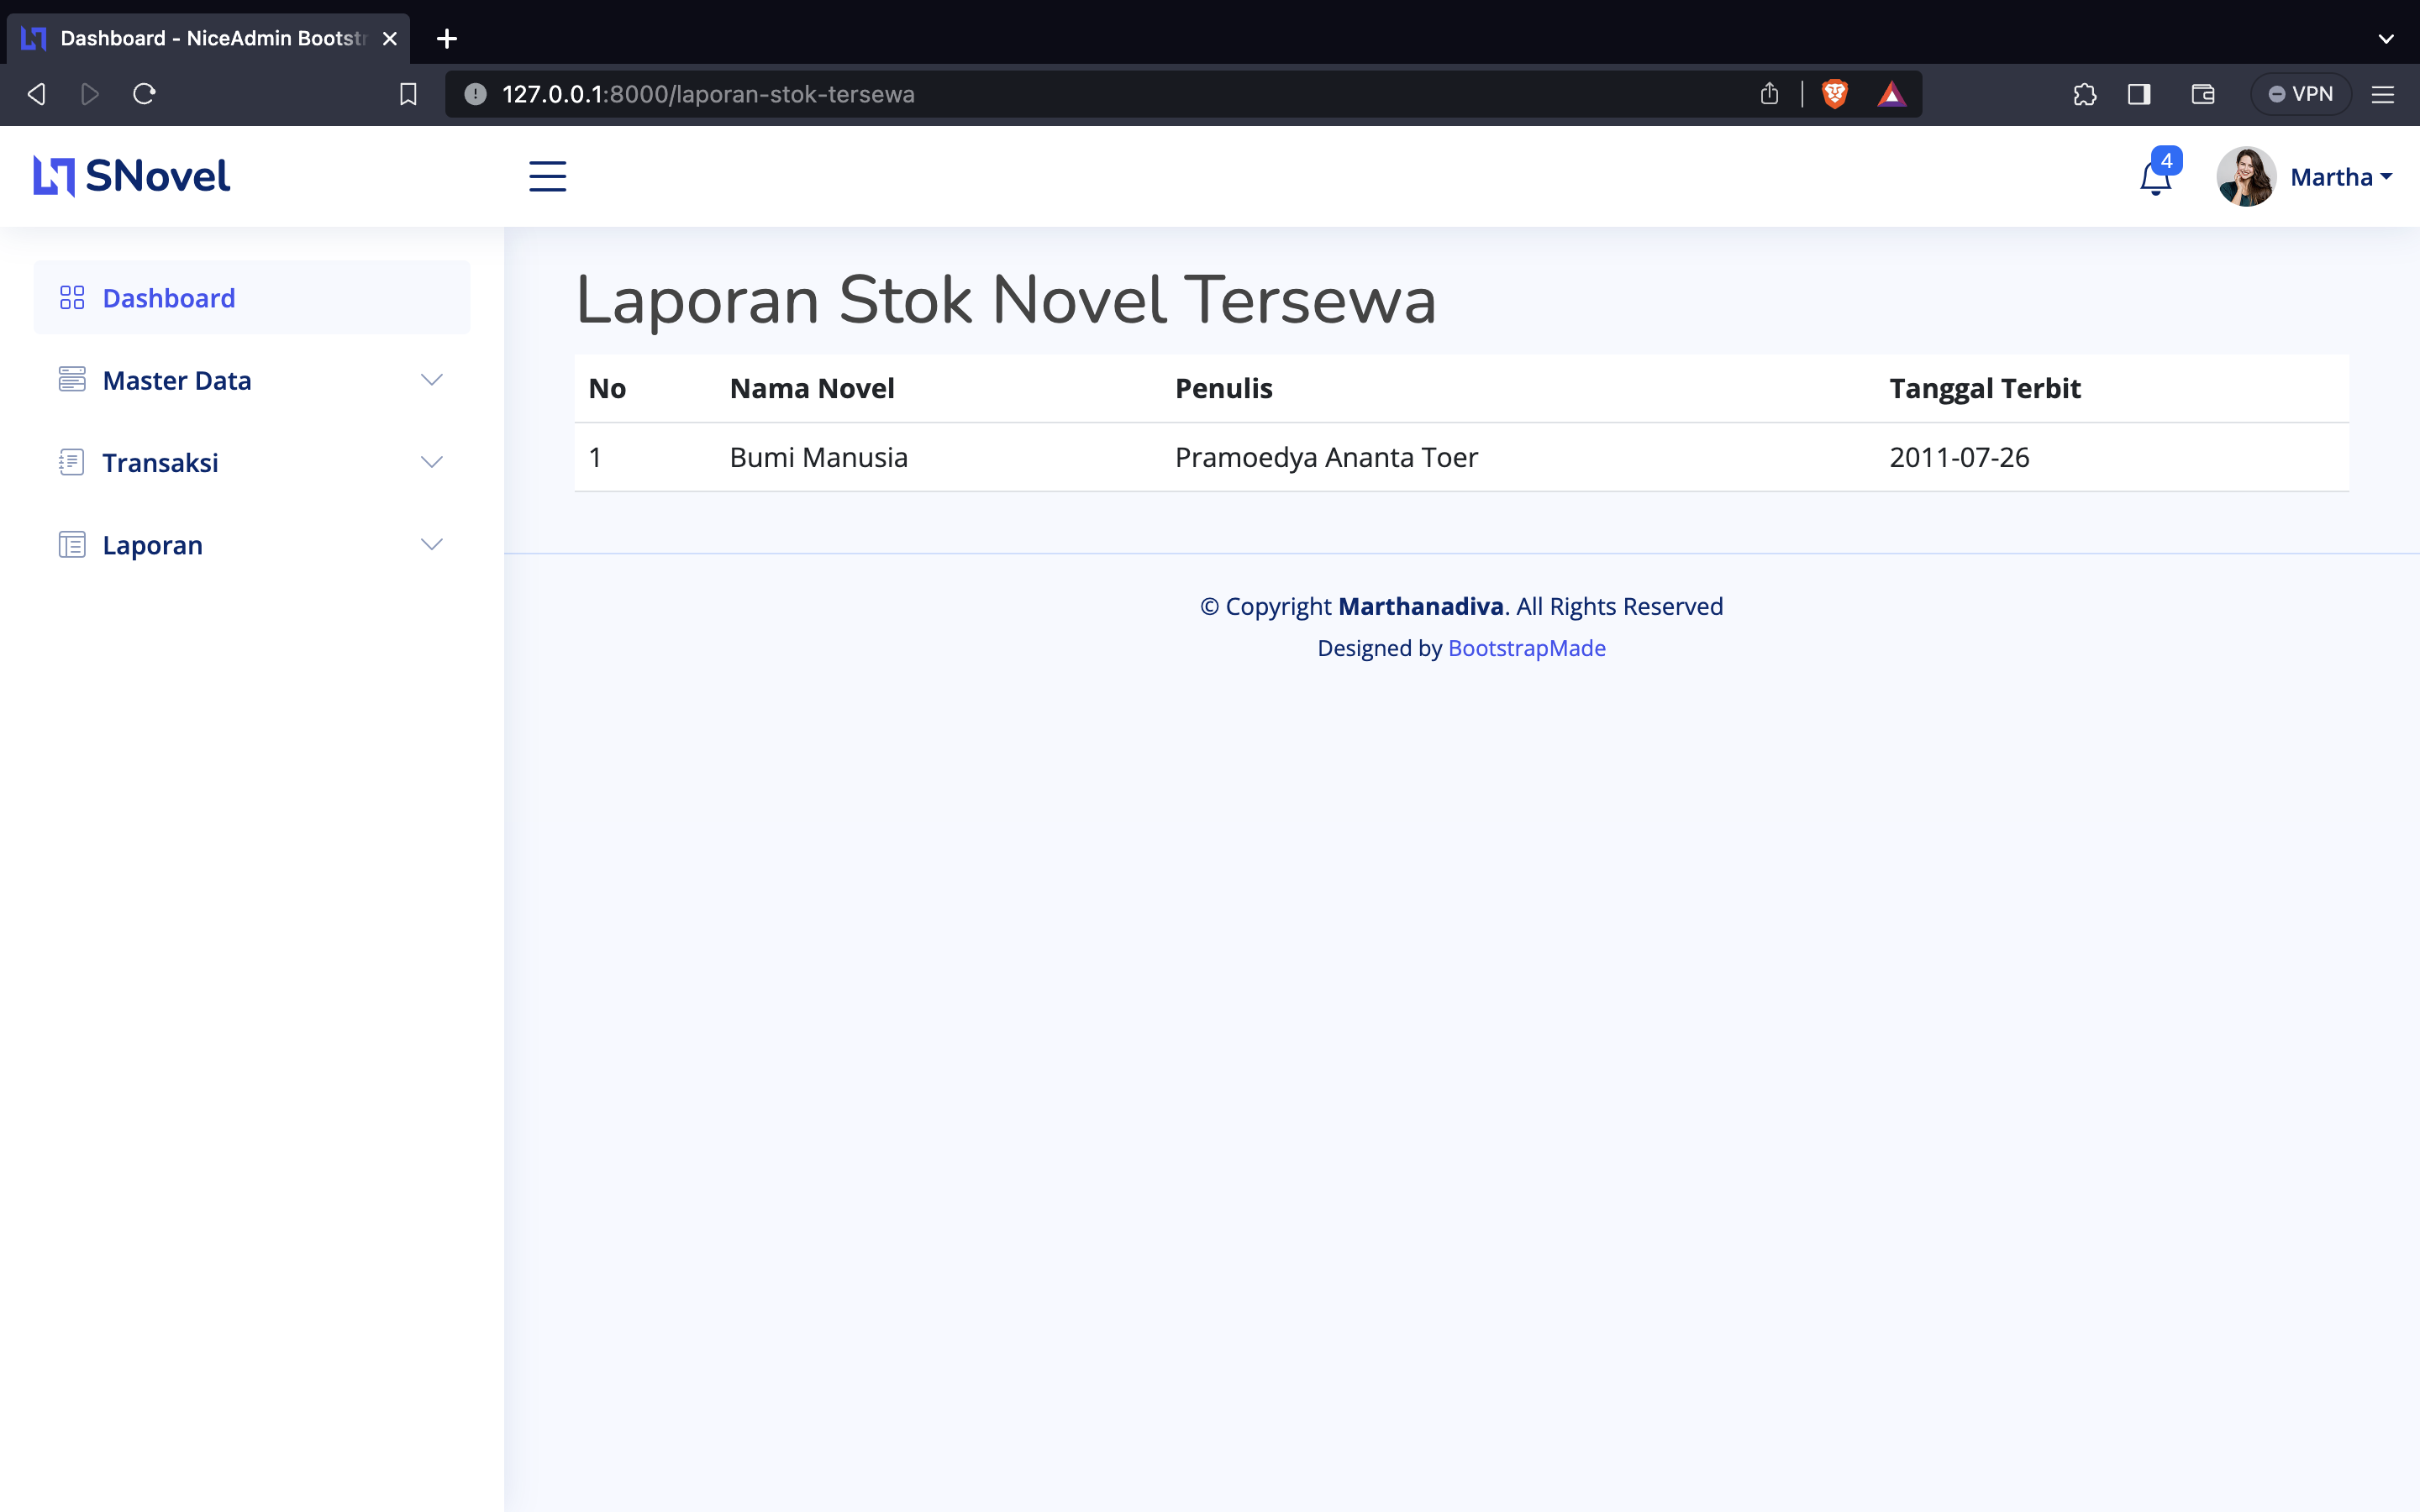 Dashboard - NiceAdmin Bootst
127.0.0.1:8000/laporan-stok-tersewa
VPN
SNovel
4
Martha
Dashboard
Master Data
Transaksi
Laporan
Laporan Stok Novel Tersewa
No Nama Novel Penulis Tanggal Terbit
1 Bumi Manusia Pramoedya Ananta Toer 2011-07-26
© Copyright Marthanadiva. All Rights Reserved
Designed by BootstrapMade